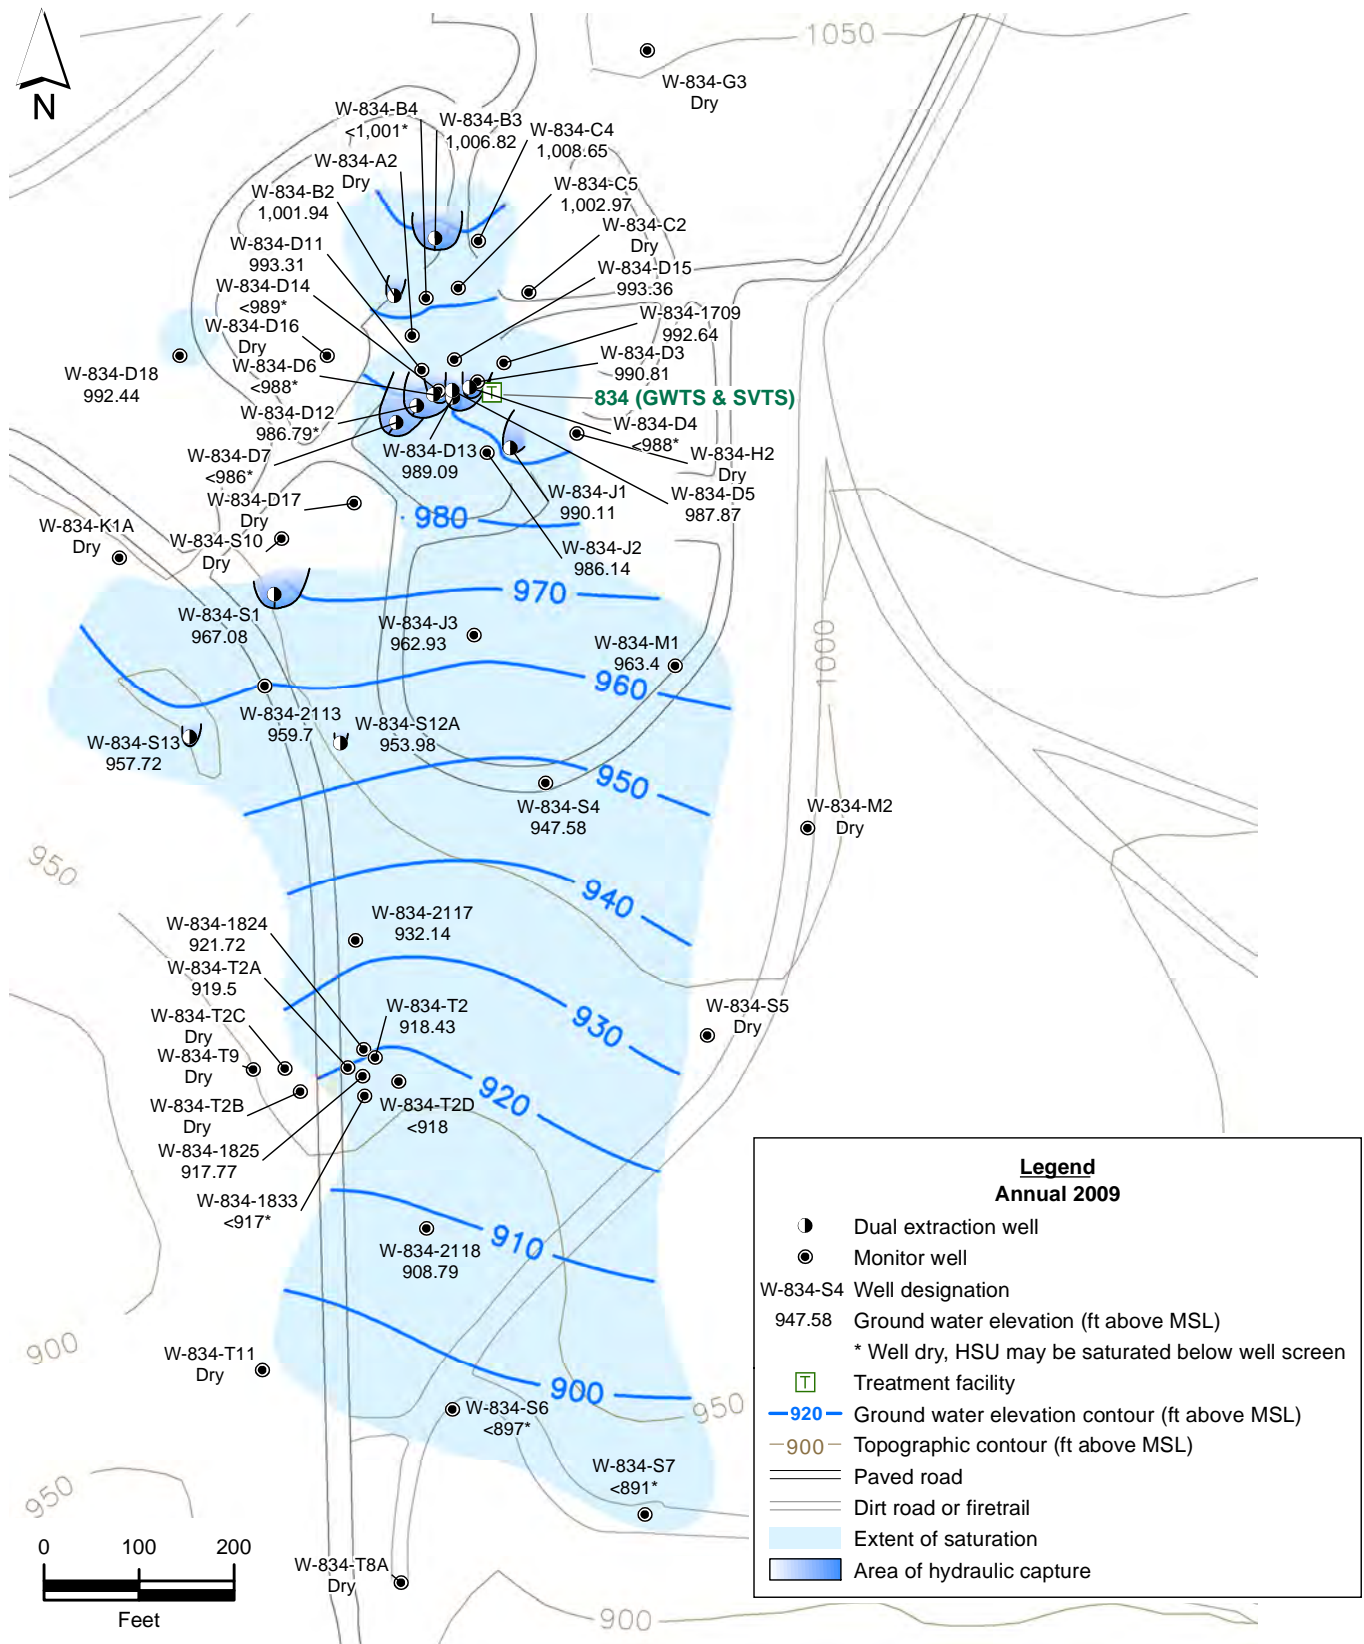 1050
W-834-G3
Dry
N
W-834-B4
<1,001*
W-834-B3
1,006.82
W-834-C4
1,008.65
W-834-A2
Dry
W-834-C5
1,002.97
W-834-B2
1,001.94
W-834-C2
Dry
W-834-D11
993.31
W-834-D15
993.36
W-834-D14
<989*
W-834-1709
992.64
W-834-D16
Dry
W-834-D3
990.81
W-834-D18
992.44
W-834-D6
<988*
T
834 (GWTS & SVTS)
W-834-D12
986.79*
W-834-D4
<988*
W-834-D13
989.09
W-834-H2
Dry
W-834-D7
<986*
W-834-J1
990.11
W-834-D5
987.87
W-834-D17
Dry
980
W-834-K1A
Dry
W-834-S10
Dry
W-834-J2
986.14
970
W-834-S1
967.08
W-834-J3
962.93
W-834-M1
963.4
1000
960
W-834-2113
959.7
W-834-S12A
953.98
W-834-S13
957.72
950
W-834-S4
947.58
W-834-M2
Dry
950
940
W-834-2117
932.14
W-834-1824
921.72
W-834-T2A
919.5
W-834-T2
918.43
930
W-834-S5
Dry
W-834-T2C
Dry
W-834-T9
Dry
920
W-834-T2B
Dry
W-834-T2D
<918
W-834-1825
917.77
W-834-1833
<917*
910
W-834-2118
908.79
900
W-834-T11
Dry
900
950
W-834-S6
<897*
W-834-S7
<891*
950
W-834-T8A
Dry
900
0 100 200
Feet
Legend
Annual 2009
Dual extraction well
Monitor well
W-834-S4 Well designation
947.58 Ground water elevation (ft above MSL)
* Well dry, HSU may be saturated below well screen
T Treatment facility
920 Ground water elevation contour (ft above MSL)
900 Topographic contour (ft above MSL)
Paved road
Dirt road or firetrail
Extent of saturation
Area of hydraulic capture